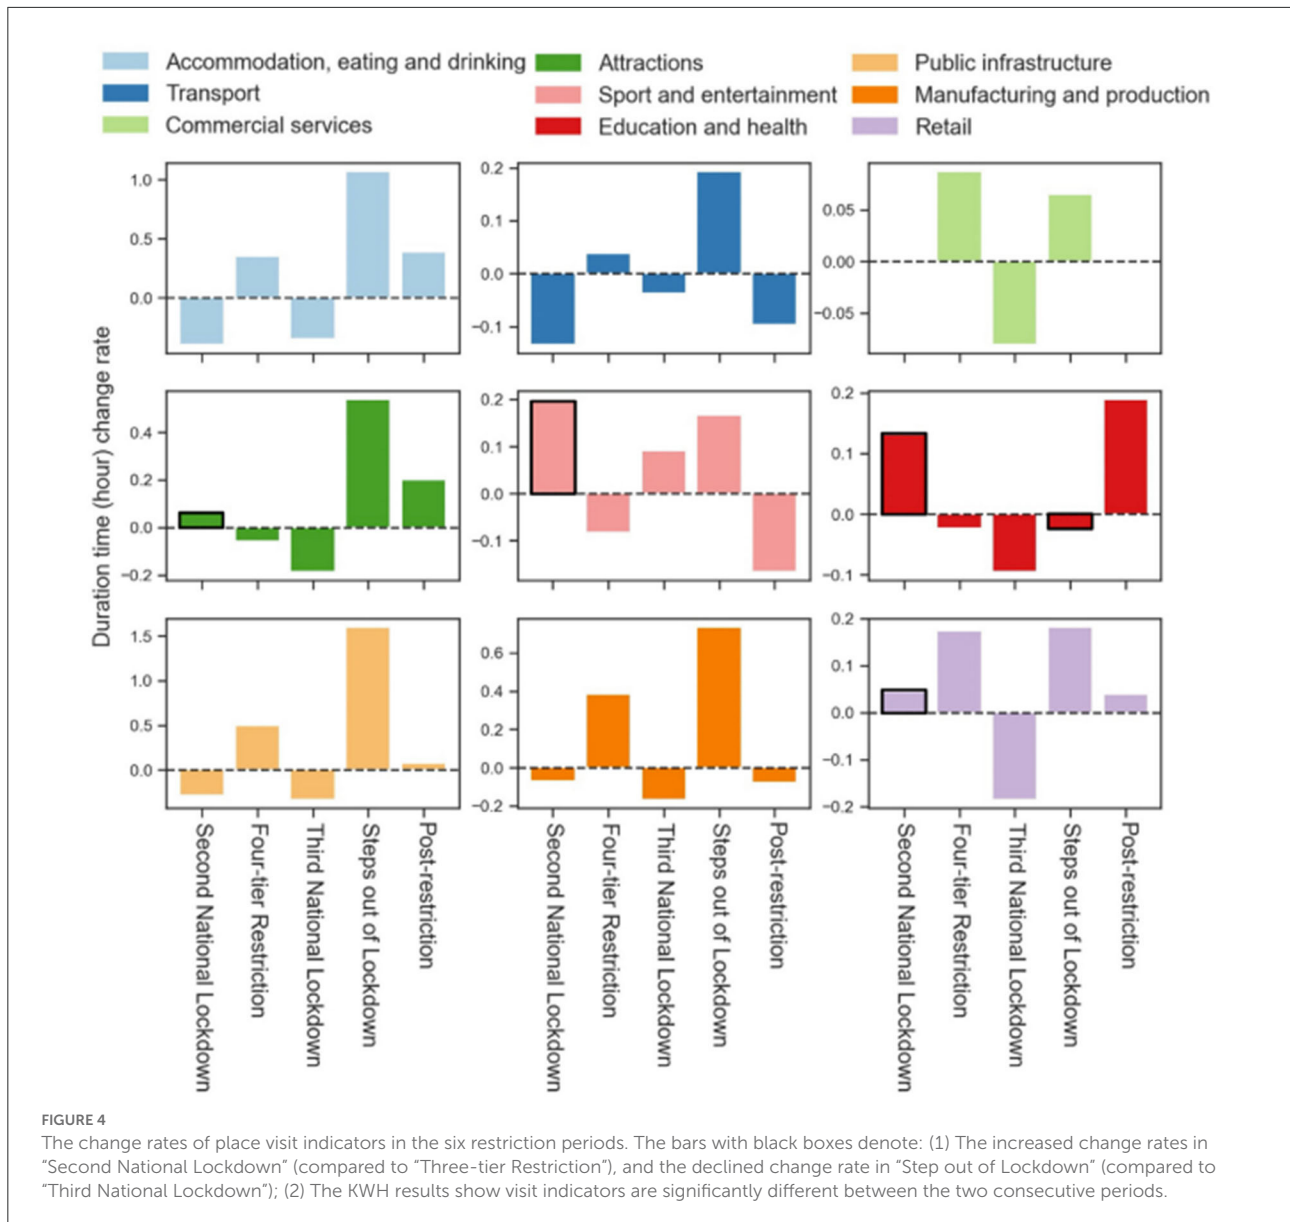 Accommodation, eating and drinking
Transport
Commercial services
Attractions
Sport and entertainment
Education and health
Public infrastructure
Manufacturing and production
Retail
Duration time (hour) change rate
1.0
0.5
0.0
0.2
0.1
0.0
−0.1
0.05
0.00
−0.05
0.4
0.2
0.0
−0.2
0.2
0.1
0.0
−0.1
0.2
0.1
0.0
−0.1
1.5
1.0
0.5
0.0
0.6
0.4
0.2
0.0
−0.2
0.2
0.1
0.0
−0.1
−0.2
Second National Lockdown
Four-tier Restriction
Third National Lockdown
Steps out of Lockdown
Post-restriction
Second National Lockdown
Four-tier Restriction
Third National Lockdown
Steps out of Lockdown
Post-restriction
Second National Lockdown
Four-tier Restriction
Third National Lockdown
Steps out of Lockdown
Post-restriction
FIGURE 4
The change rates of place visit indicators in the six restriction periods. The bars with black boxes denote: (1) The increased change rates in
“Second National Lockdown” (compared to “Three-tier Restriction”), and the declined change rate in “Step out of Lockdown” (compared to
“Third National Lockdown”); (2) The KWH results show visit indicators are significantly different between the two consecutive periods.